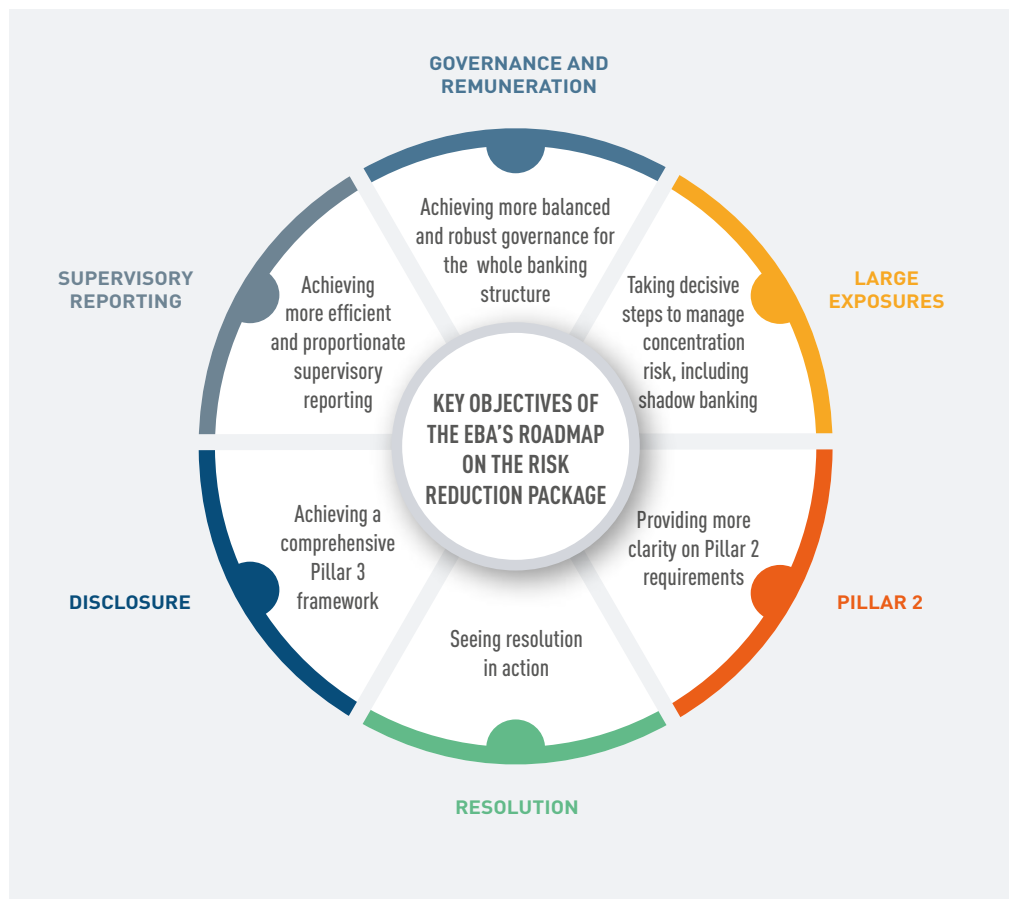 GOVERNANCE AND
REMUNERATION
Achieving more balanced
and robust governance for
the whole banking
structure
LARGE
EXPOSURES
Taking decisive
steps to manage
concentration
risk, including
shadow banking
PILLAR 2
Providing more
clarity on Pillar 2
requirements
RESOLUTION
Seeing resolution
in action
DISCLOSURE
Achieving a
comprehensive
Pillar 3
framework
SUPERVISORY
REPORTING
Achieving
more efficient
and proportionate
supervisory
reporting
KEY OBJECTIVES OF
THE EBA'S ROADMAP
ON THE RISK
REDUCTION PACKAGE